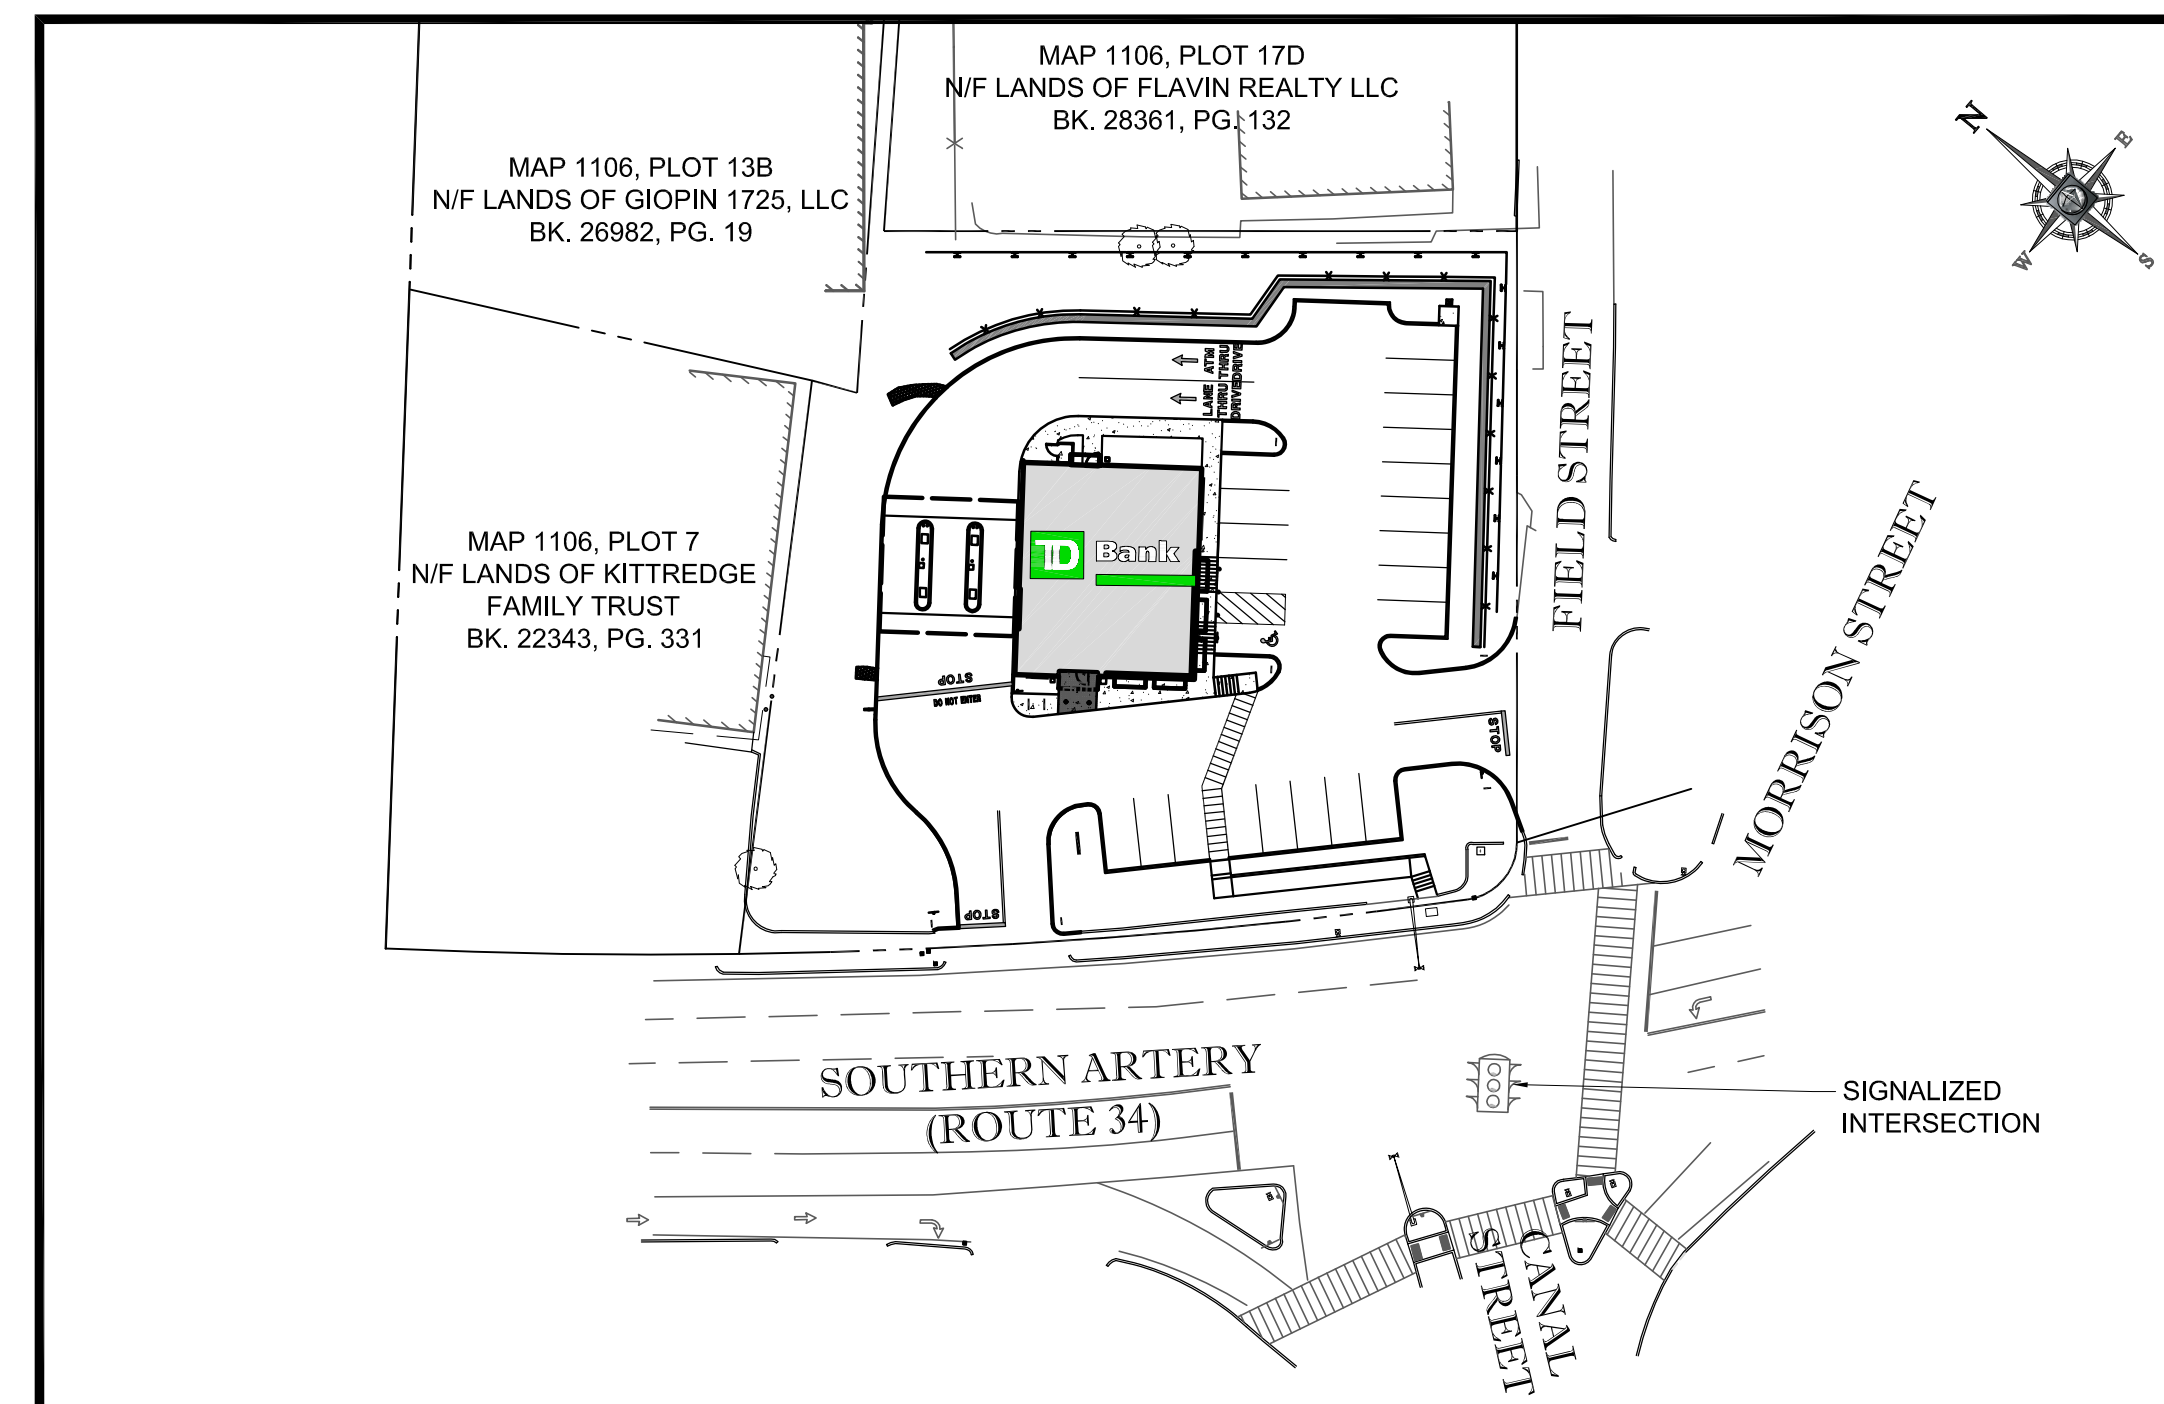 MAP 1106, PLOT 17D
N/F LANDS OF FLAVIN REALTY LLC
BK. 28361, PG. 132
MAP 1106, PLOT 13B
N/F LANDS OF GIOPIN 1725, LLC
BK. 26982, PG. 19
N
E
W
S
LANE ATM
THRU THRU
DRIVE DRIVE
FIELD STREET
MORRISON STREET
MAP 1106, PLOT 7
N/F LANDS OF KITTREDGE
FAMILY TRUST
BK. 22343, PG. 331
TD Bank
STOP
DO NOT ENTER
STOP
STOP
SOUTHERN ARTERY
(ROUTE 34)
SIGNALIZED
INTERSECTION
CANAL
STREET